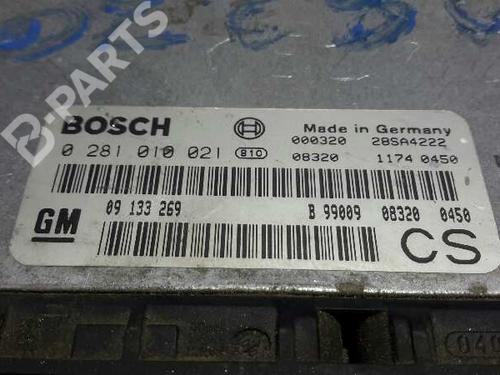 B-PARTS
BOSCH
Made in Germany
000320 28SA4222
0 281 010 021 810 08320 1174 0450
GM 09 133 269 B 99009 08320 0450
CS